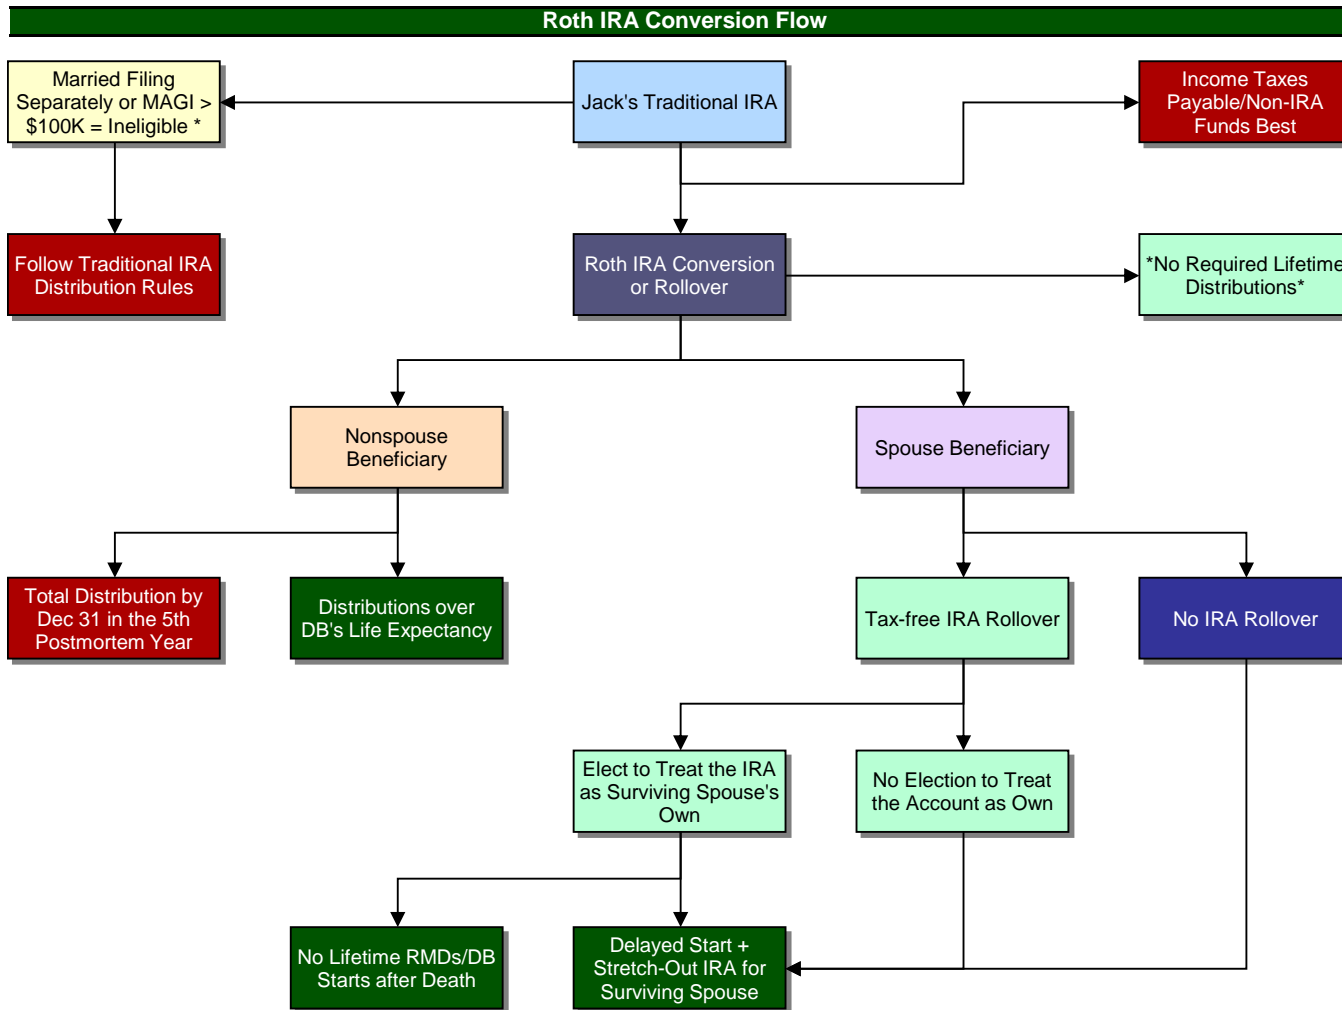 Roth IRA Conversion Flow
Married Filing
Separately or MAGI >
$100K = Ineligible *
Jack's Traditional IRA
Income Taxes
Payable/Non-IRA
Funds Best
Follow Traditional IRA
Distribution Rules
Roth IRA Conversion
or Rollover
*No Required Lifetime
Distributions*
Nonspouse
Beneficiary
Spouse Beneficiary
Total Distribution by
Dec 31 in the 5th
Postmortem Year
Distributions over
DB's Life Expectancy
Tax-free IRA Rollover
No IRA Rollover
Elect to Treat the IRA
as Surviving Spouse's
Own
No Election to Treat
the Account as Own
No Lifetime RMDs/DB
Starts after Death
Delayed Start +
Stretch-Out IRA for
Surviving Spouse